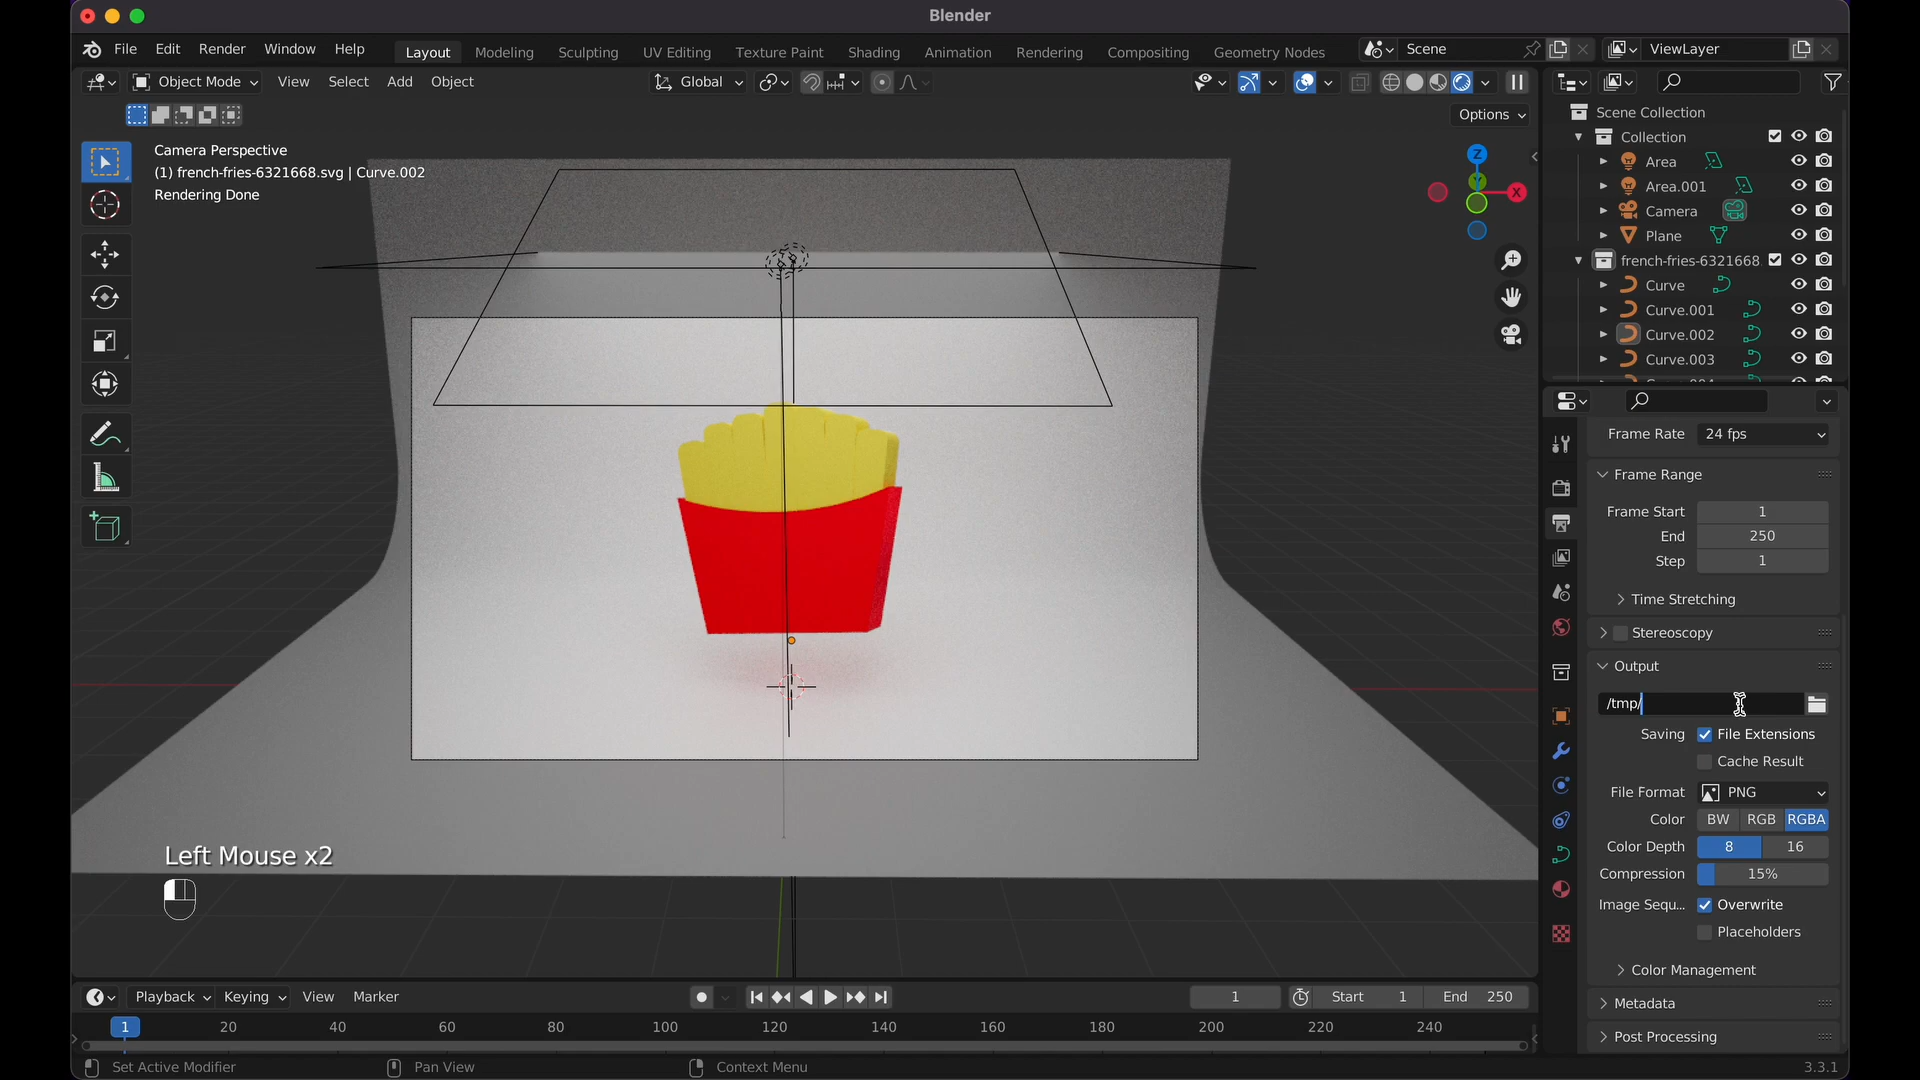 Blender
File Edit Render Window Help Layout Modeling Sculpting UV Editing Texture Paint Shading Animation Rendering Compositing Geometry Nodes Scene ViewLayer
Object Mode View Select Add Object Global
Options
Camera Perspective
(1) french-fries-6321668.svg | Curve.002
Rendering Done
Z
Y
X
Scene Collection
Collection
Area
Area.001
Camera
Plane
french-fries-6321668.
Curve
Curve.001
Curve.002
Curve.003
Frame Rate 24 fps
Frame Range
Frame Start 1
End 250
Step 1
Time Stretching
Stereoscopy
Output
/tmp/
Saving File Extensions
Cache Result
File Format PNG
Color BW RGB RGBA
Color Depth 8 16
Compression 15%
Image Sequ... Overwrite
Placeholders
Color Management
Metadata
Post Processing
Left Mouse x2
Playback Keying View Marker 1 Start 1 End 250
1 20 40 60 80 100 120 140 160 180 200 220 240
Set Active Modifier Pan View Context Menu 3.3.1